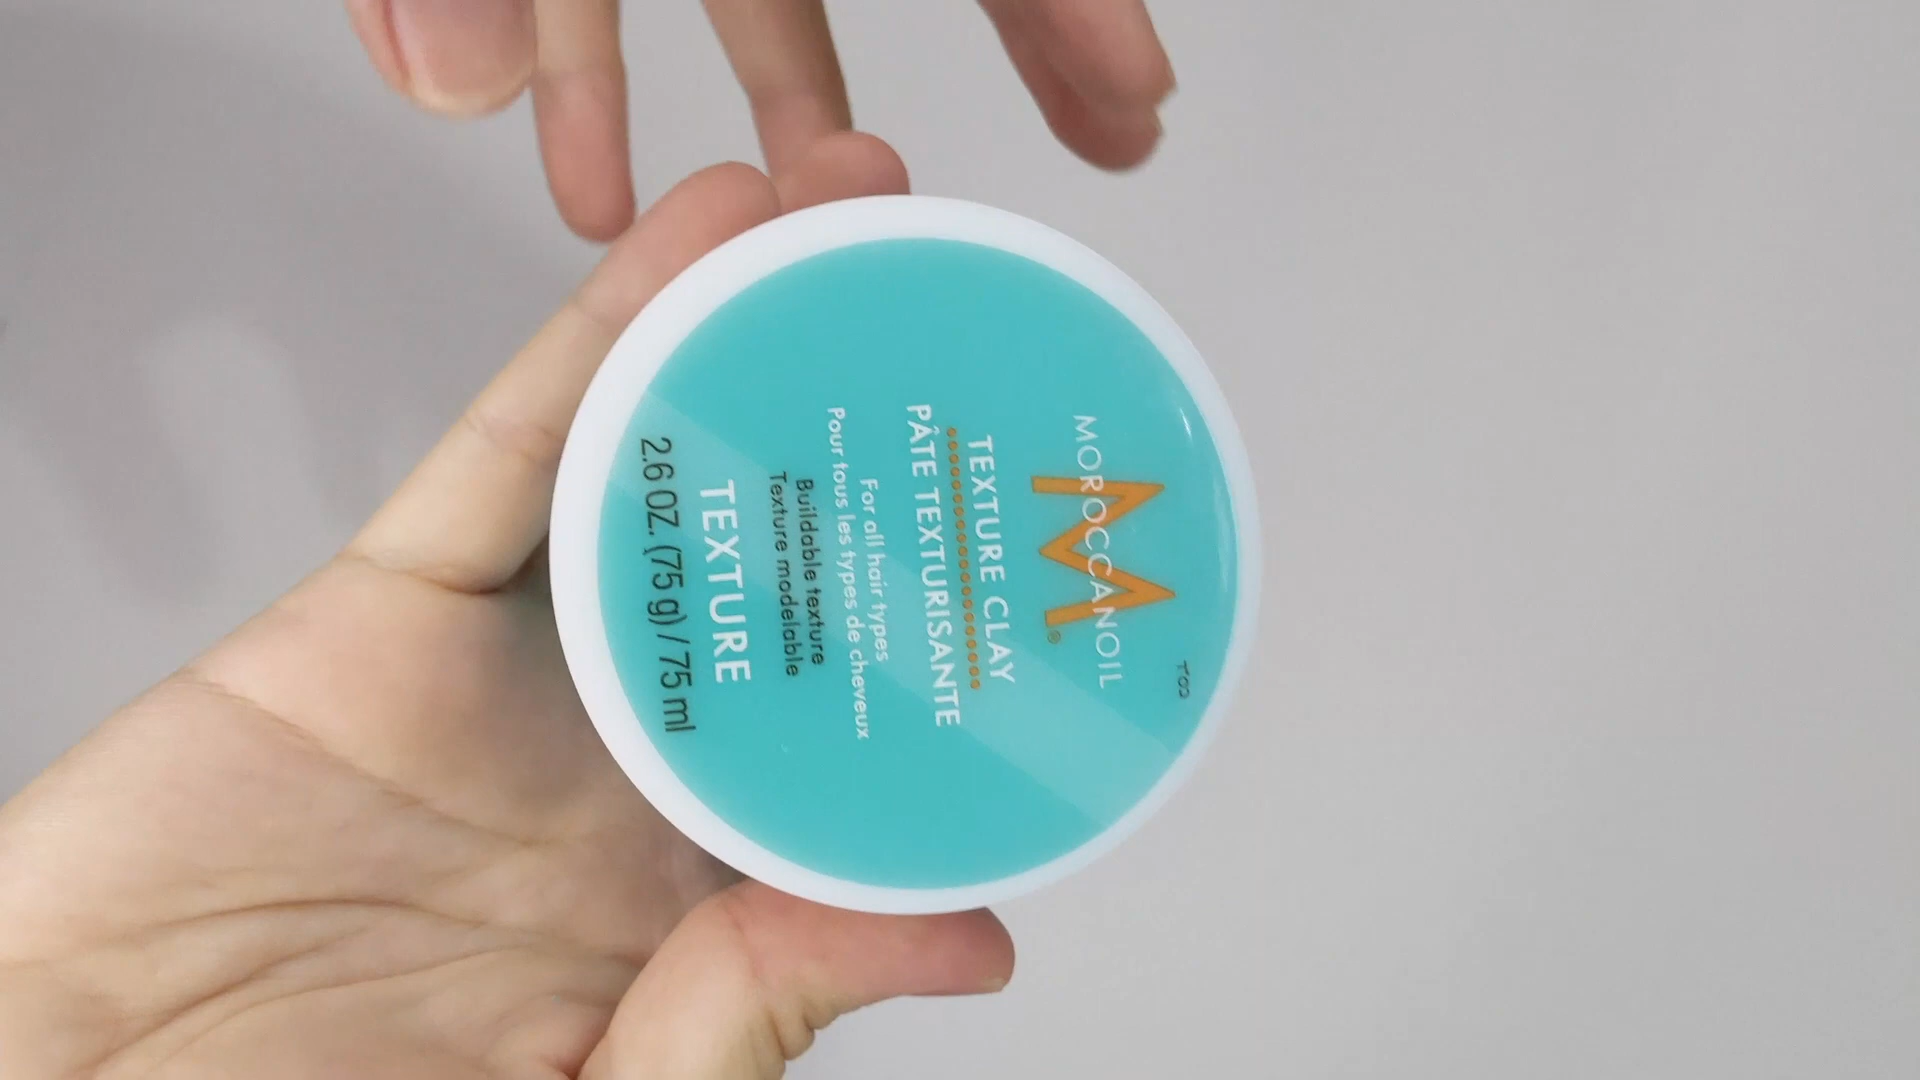 MOROCCANOIL
®
TEXTURE CLAY
PÂTE TEXTURISANTE
For all hair types
Pour tous les types de cheveux
Buildable texture
Texture modelable
TEXTURE
2.6 OZ. (75 g) / 75 ml